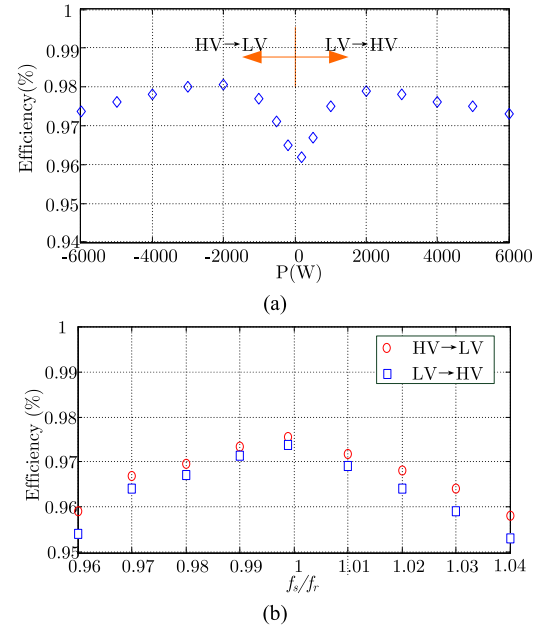 (a)
1
0.99
HV→LV
LV→HV
0.98
Efficiency(%)
0.97
0.96
0.95
0.94
-6000
-4000
-2000
0
2000
4000
6000
P(W)
(a)
1
HV→LV
LV→HV
0.99
0.98
Efficiency (%)
0.97
0.96
0.95
0.96
0.97
0.98
0.99
1
1.01
1.02
1.03
1.04
fs/fr
(b)